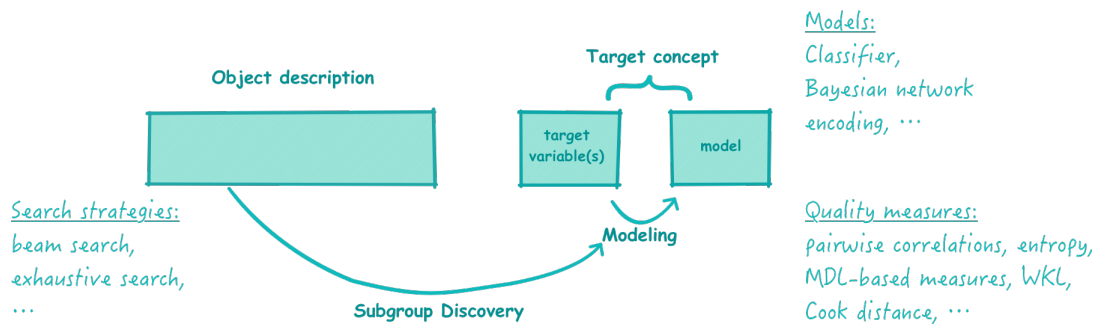 Models:
Classifier,
Bayesian network
encoding, ...
Target concept
Object description
target
variable(s)
model
Search strategies:
beam search,
exhaustive search,
...
Modeling
Subgroup Discovery
Quality measures:
pairwise correlations, entropy,
MDL-based measures, WKL,
Cook distance, ...